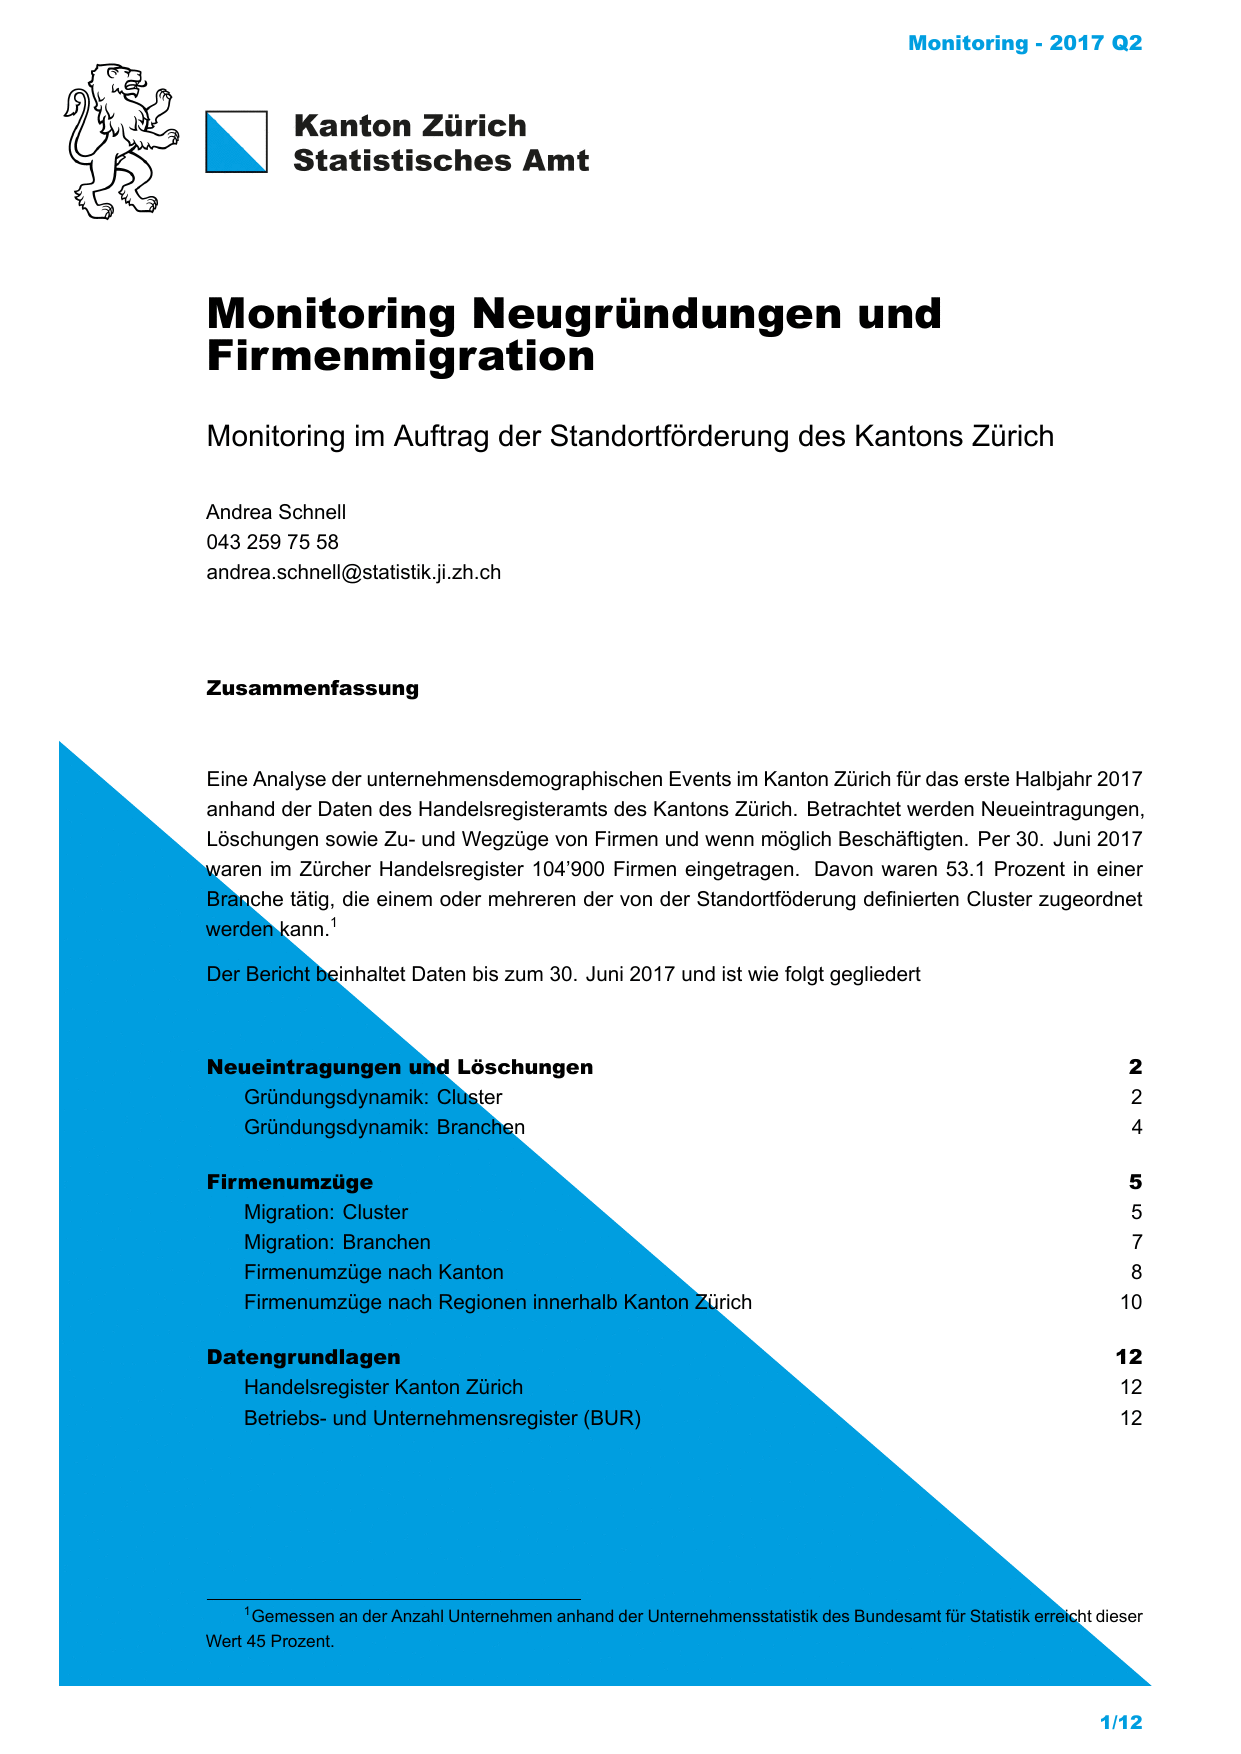 Monitoring - 2017 Q2
Kanton Zürich
Statistisches Amt
Monitoring Neugründungen und
Firmenmigration
Monitoring im Auftrag der Standortförderung des Kantons Zürich
Andrea Schnell
043 259 75 58
andrea.schnell@statistik.ji.zh.ch
Zusammenfassung
Eine Analyse der unternehmensdemographischen Events im Kanton Zürich für das erste Halbjahr 2017
anhand der Daten des Handelsregisteramts des Kantons Zürich. Betrachtet werden Neueintragungen,
Löschungen sowie Zu- und Wegzüge von Firmen und wenn möglich Beschäftigten. Per 30. Juni 2017
waren im Zürcher Handelsregister 104’900 Firmen eingetragen. Davon waren 53.1 Prozent in einer
Branche tätig, die einem oder mehreren der von der Standortföderung definierten Cluster zugeordnet
werden kann.1
Der Bericht beinhaltet Daten bis zum 30. Juni 2017 und ist wie folgt gegliedert
Neueintragungen und Löschungen 2
Gründungsdynamik: Cluster 2
Gründungsdynamik: Branchen 4
Firmenumzüge 5
Migration: Cluster 5
Migration: Branchen 7
Firmenumzüge nach Kanton 8
Firmenumzüge nach Regionen innerhalb Kanton Zürich 10
Datengrundlagen 12
Handelsregister Kanton Zürich 12
Betriebs- und Unternehmensregister (BUR) 12
1Gemessen an der Anzahl Unternehmen anhand der Unternehmensstatistik des Bundesamt für Statistik erreicht dieser
Wert 45 Prozent.
1/12